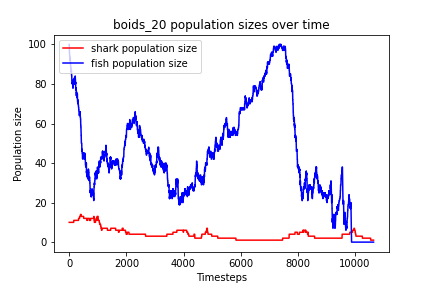 boids_20 population sizes over time
shark population size
fish population size
Population size
100
80
60
40
20
0
0
2000
4000
6000
8000
10000
Timesteps